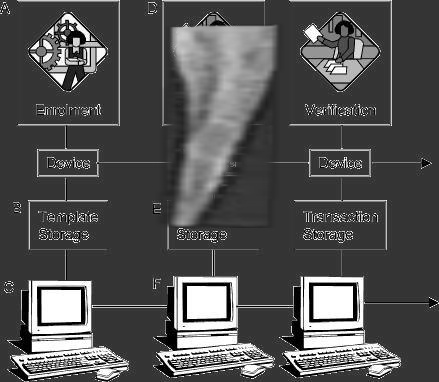 A
D
Enrolment
Verification
Device
Device
B
Template
Storage
E
Storage
Transaction
Storage
C
F